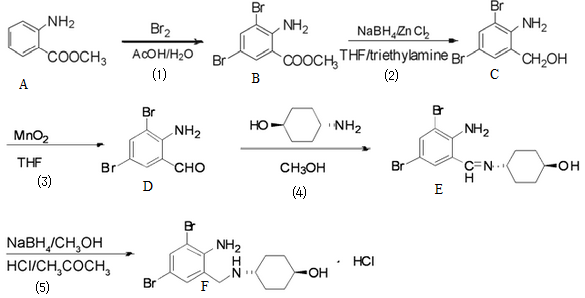 NH₂
COOCH₃
A
Br₂
AcOH/H₂O
(1)
Br
NH₂
Br
COOCH₃
B
NaBH₄/ZnCl₂
THF/triethylamine
(2)
Br
NH₂
Br
CH₂OH
C
MnO₂
THF
(3)
Br
NH₂
Br
CHO
D
HO
NH₂
CH₃OH
(4)
Br
NH₂
Br
C=N
H
OH
E
NaBH₄/CH₃OH
HCl/CH₃COCH₃
(5)
Br
NH₂
Br
H
N
F
OH · HCl